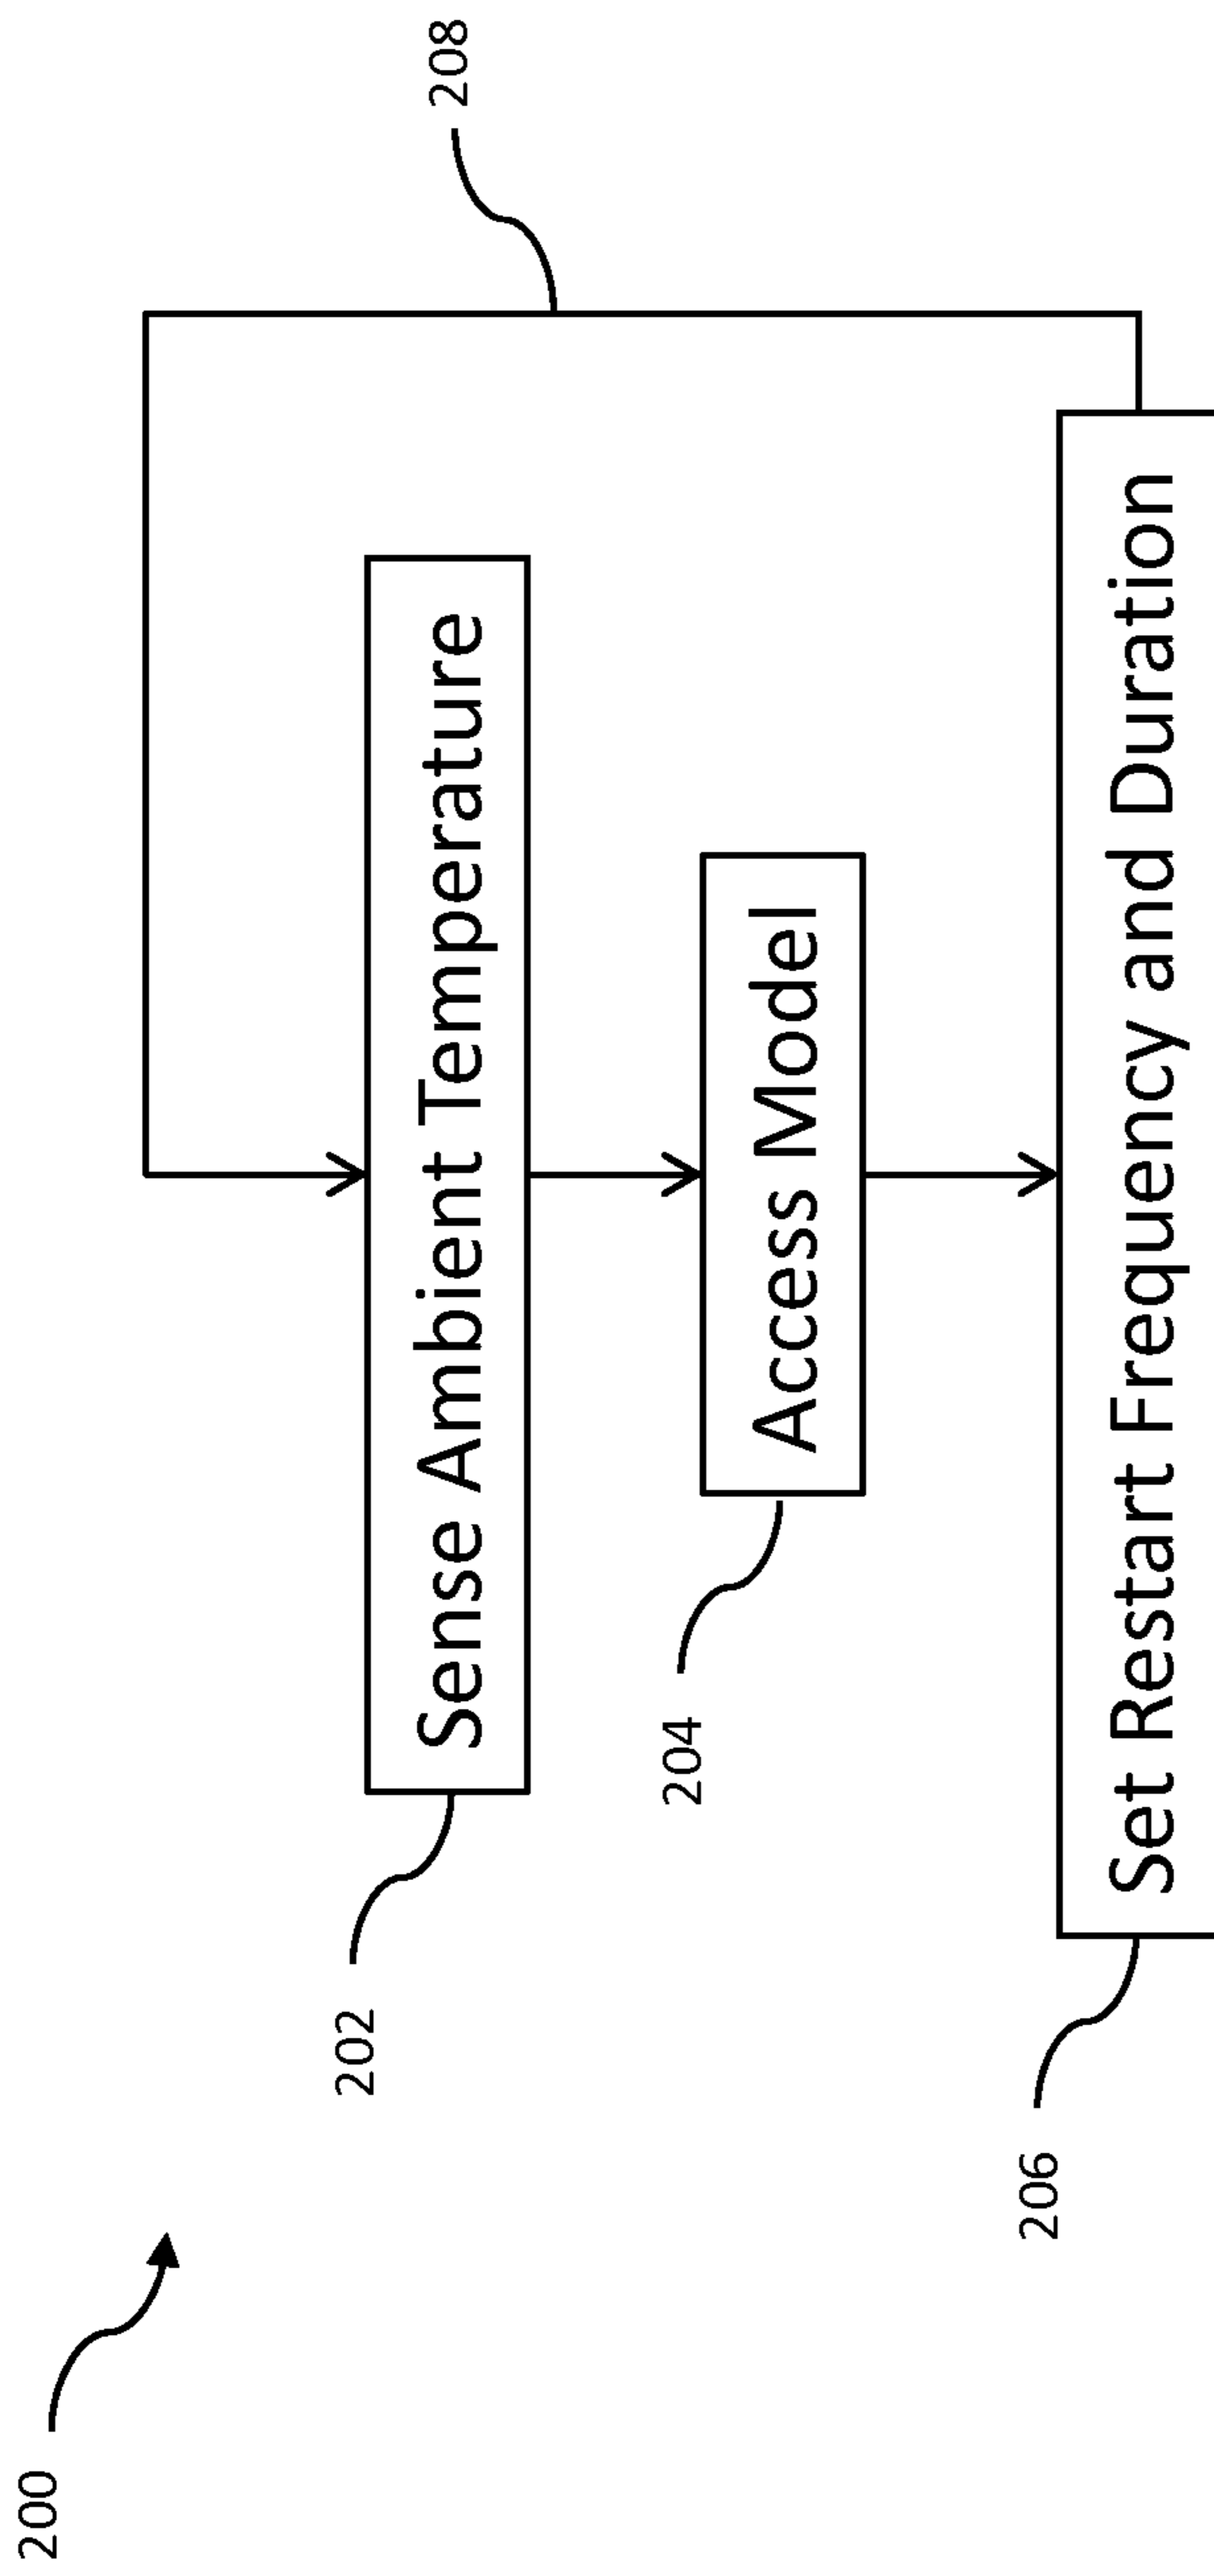 200
208
202
Sense Ambient Temperature
204
Access Model
206
Set Restart Frequency and Duration